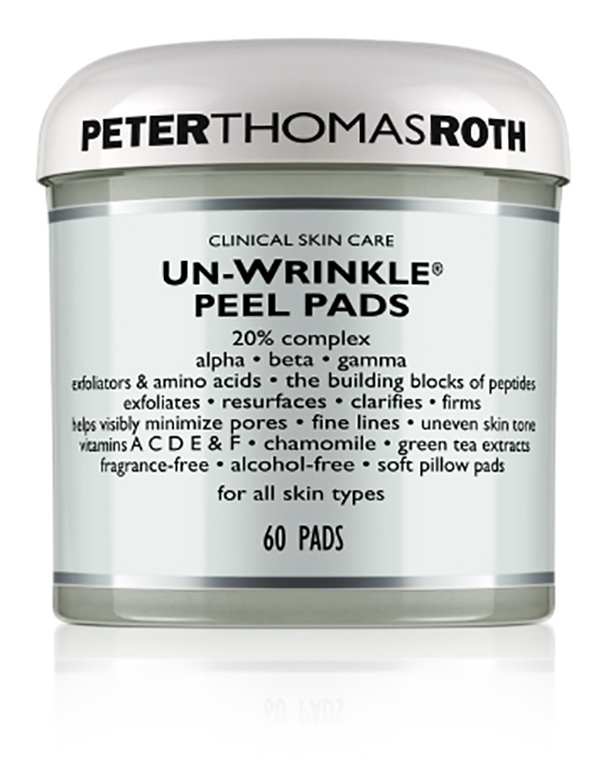 PETERTHOMASROTH
CLINICAL SKIN CARE
UN-WRINKLE®
PEEL PADS
20% complex
alpha • beta • gamma
exfoliators & amino acids • the building blocks of peptides
exfoliates • resurfaces • clarifies • firms
helps visibly minimize pores • fine lines • uneven skin tone
vitamins A C D E & F • chamomile • green tea extracts
fragrance-free • alcohol-free • soft pillow pads
for all skin types
60 PADS